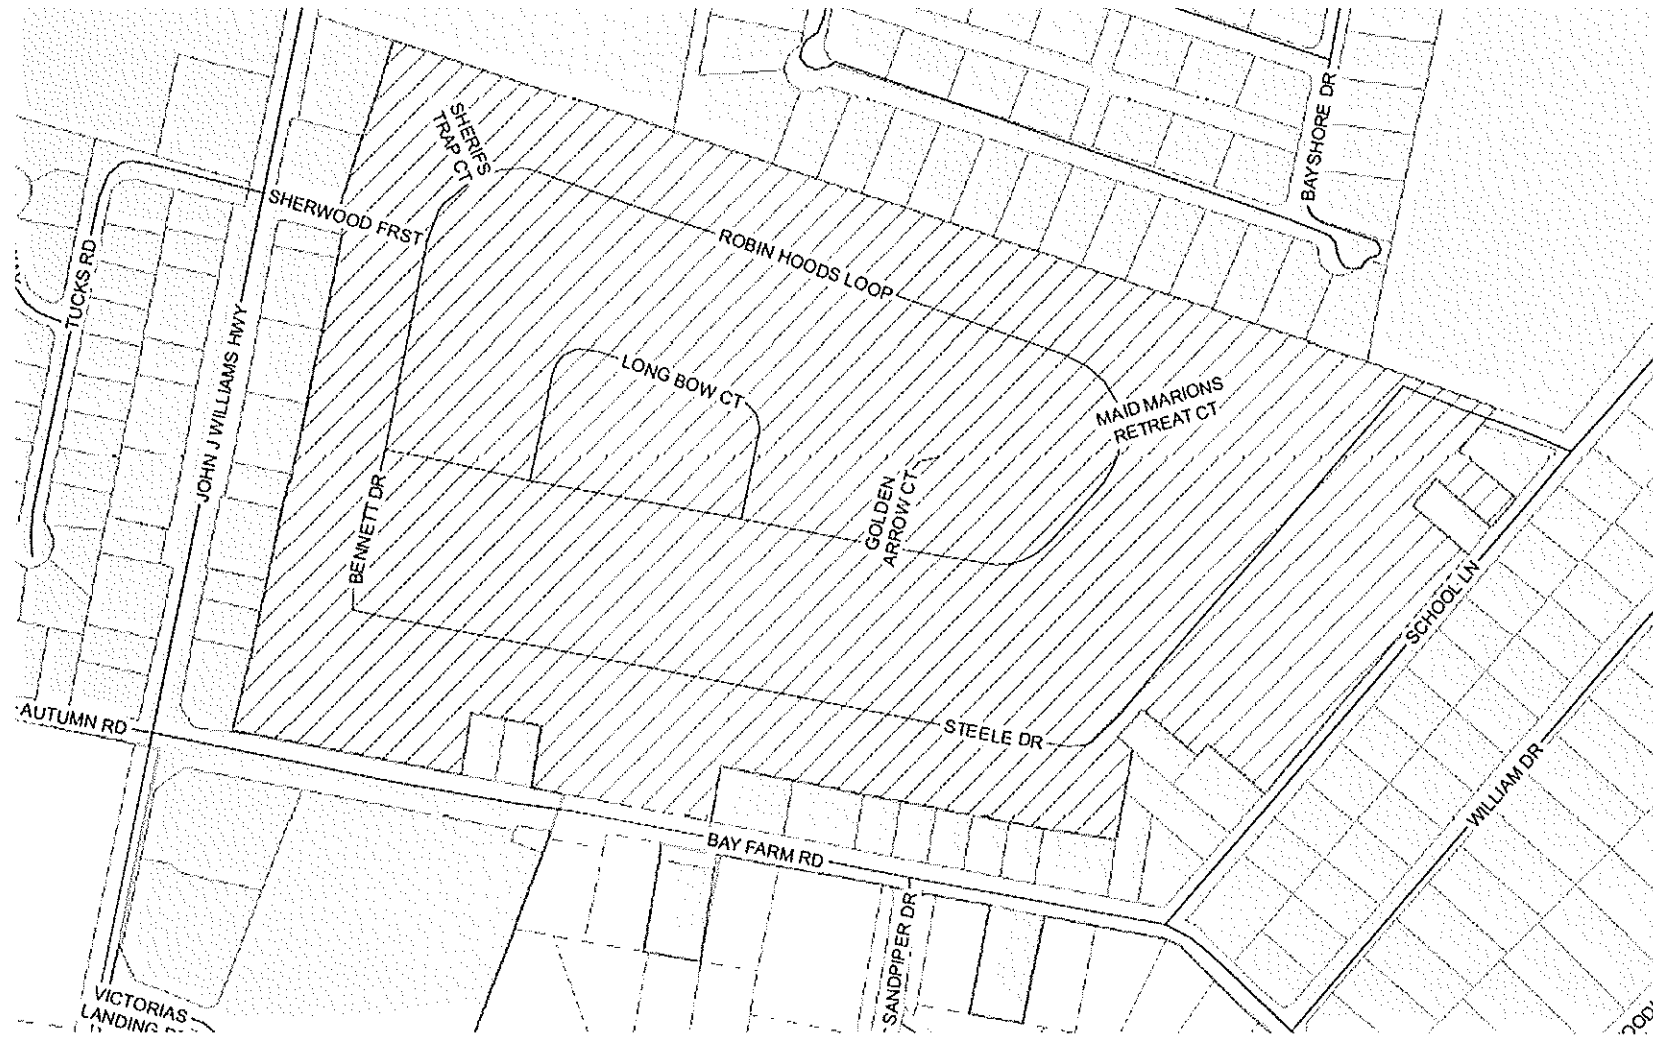 BAYSHORE DR
SHERIFS
TRAP CT
SHERWOOD FRST
ROBIN HOODS LOOP
TUCKS RD
JOHN J WILLIAMS HWY
LONG BOW CT
MAID MARIONS
RETREAT CT
GOLDEN
ARROW CT
BENNETT DR
SCHOOL LN
STEELE DR
AUTUMN RD
WILLIAM DR
BAY FARM RD
SANDPIPER DR
VICTORIAS
LANDING